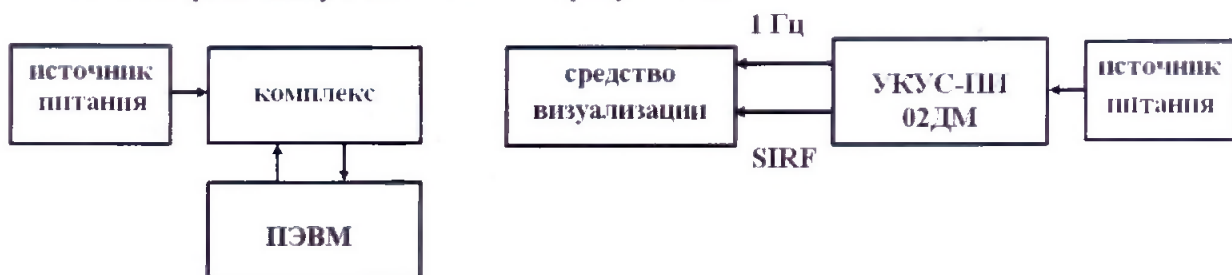 источник
питания
комплекс
ПЭВМ
1 Гц
средство
визуализации
SIRF
УКУС-ПИ
02ДМ
источник
питания